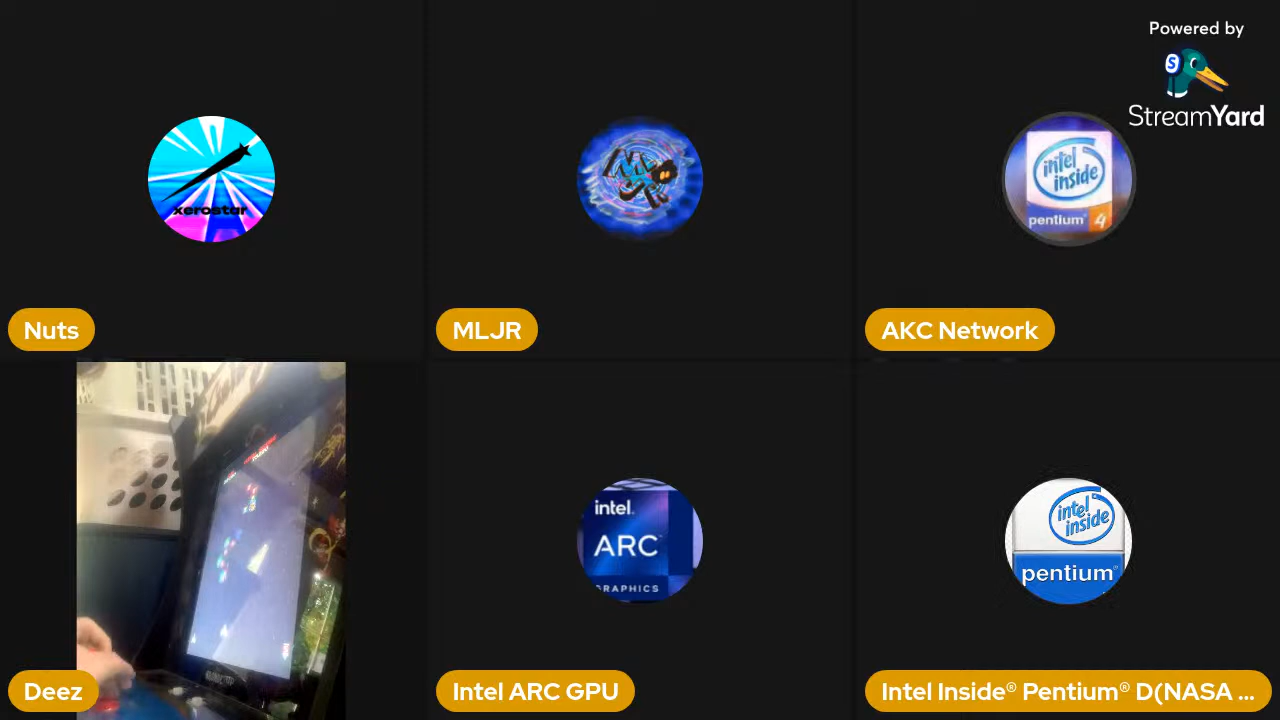 Powered by
StreamYard
S
xerostar
intel
inside
pentium® 4
Nuts
MLJR
AKC Network
intel.
ARC
GRAPHICS
intel
inside
pentium®
Deez
Intel ARC GPU
Intel Inside® Pentium® D(NASA ...